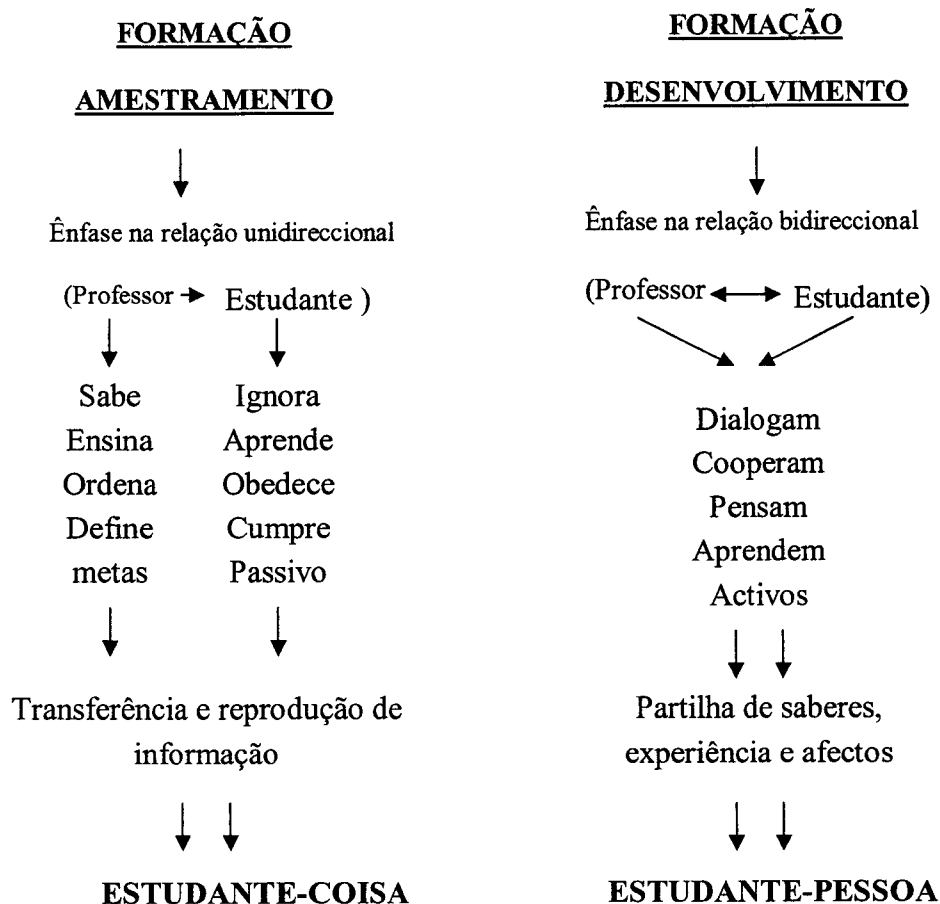 FORMAÇÃO
AMESTRAMENTO
Ênfase na relação unidireccional
(Professor → Estudante )
Sabe
Ensina
Ordena
Define
metas
Ignora
Aprende
Obedece
Cumpre
Passivo
Transferência e reprodução de
informação
ESTUDANTE-COISA
FORMAÇÃO
DESENVOLVIMENTO
Ênfase na relação bidireccional
(Professor ↔ Estudante)
Dialogam
Cooperam
Pensam
Aprendem
Activos
Partilha de saberes,
experiência e afectos
ESTUDANTE-PESSOA